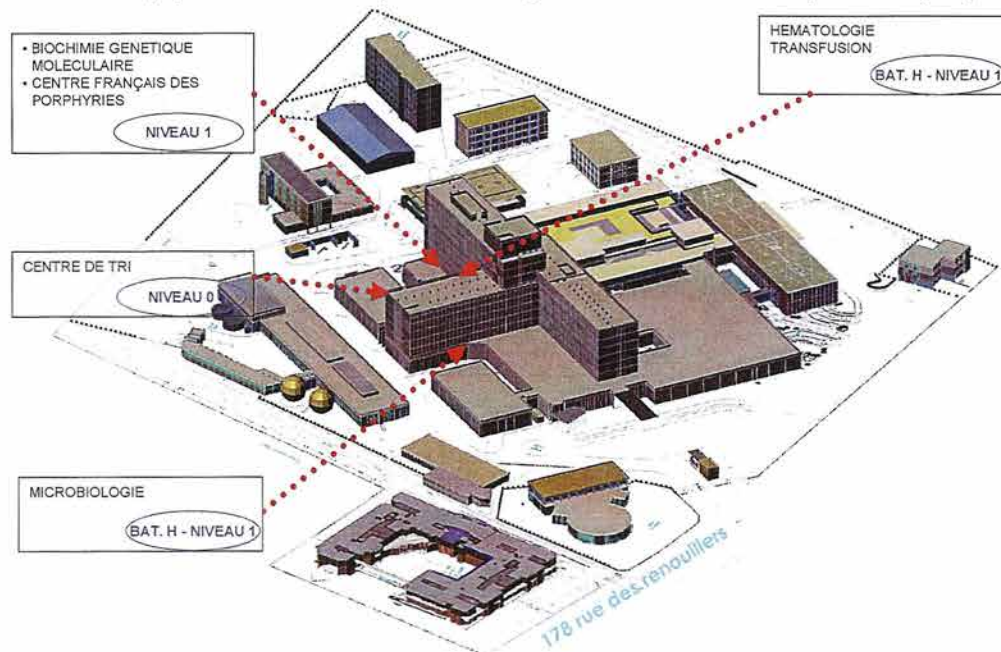 • BIOCHIMIE GENETIQUE
MOLECULAIRE
• CENTRE FRANÇAIS DES
PORPHYRIES
NIVEAU 1
HEMATOLOGIE
TRANSFUSION
BAT. H - NIVEAU 1
CENTRE DE TRI
NIVEAU 0
MICROBIOLOGIE
BAT. H - NIVEAU 1
178 rue des renouillers